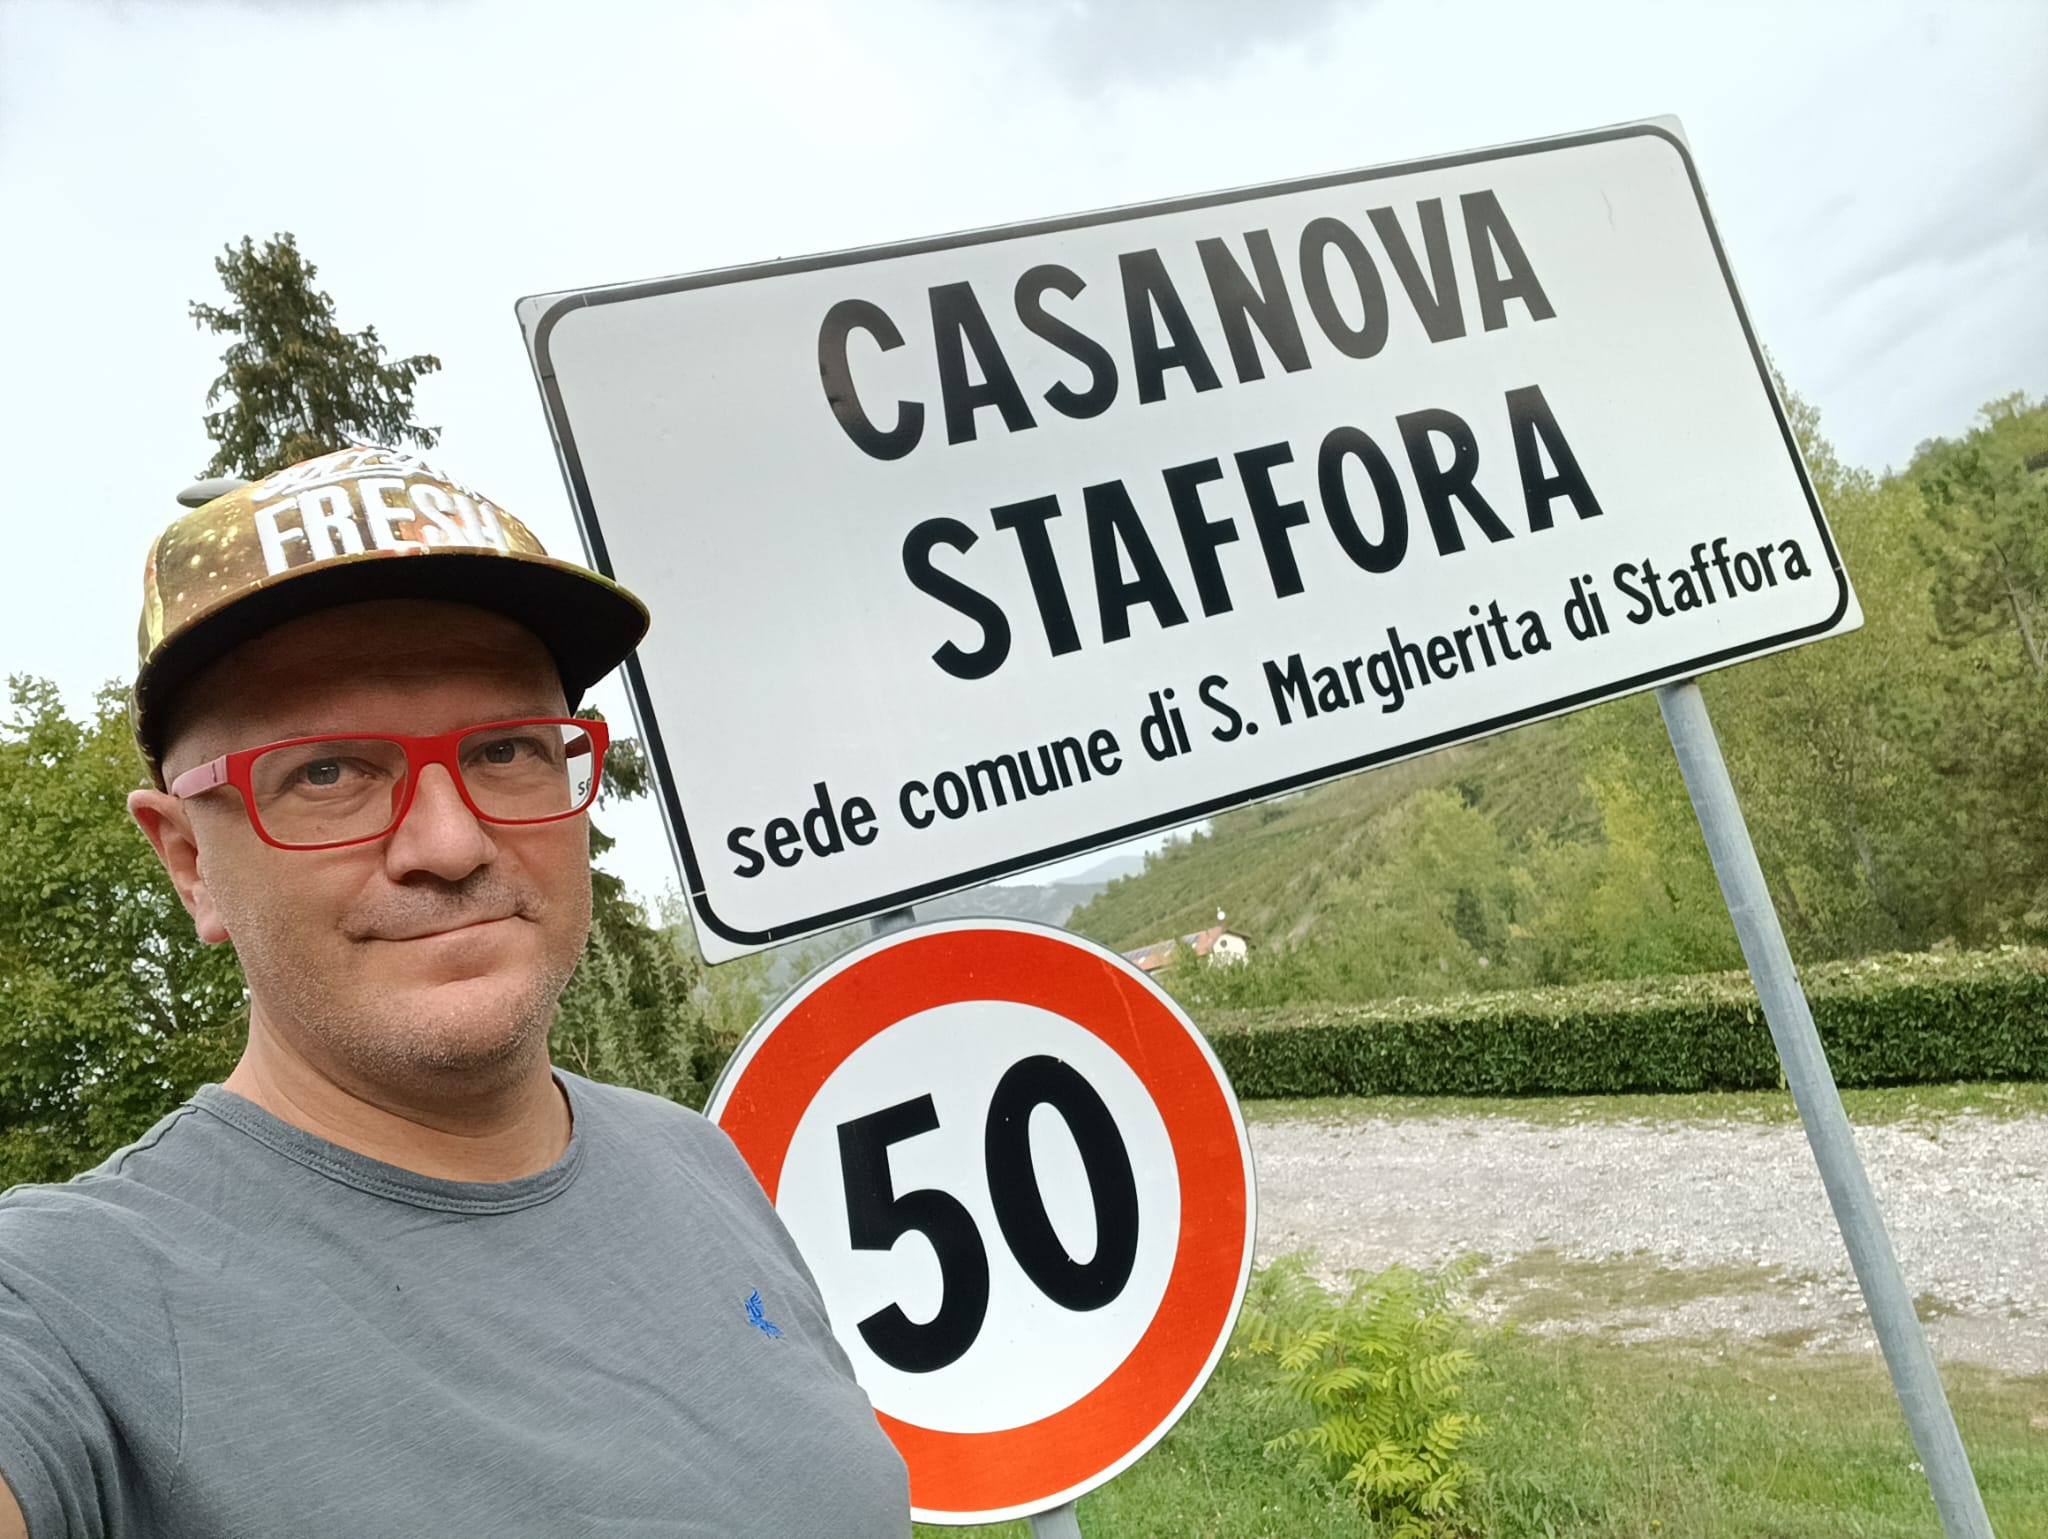 CASANOVA
STAFFORA
sede comune di S. Margherita di Staffora
50
FRESH